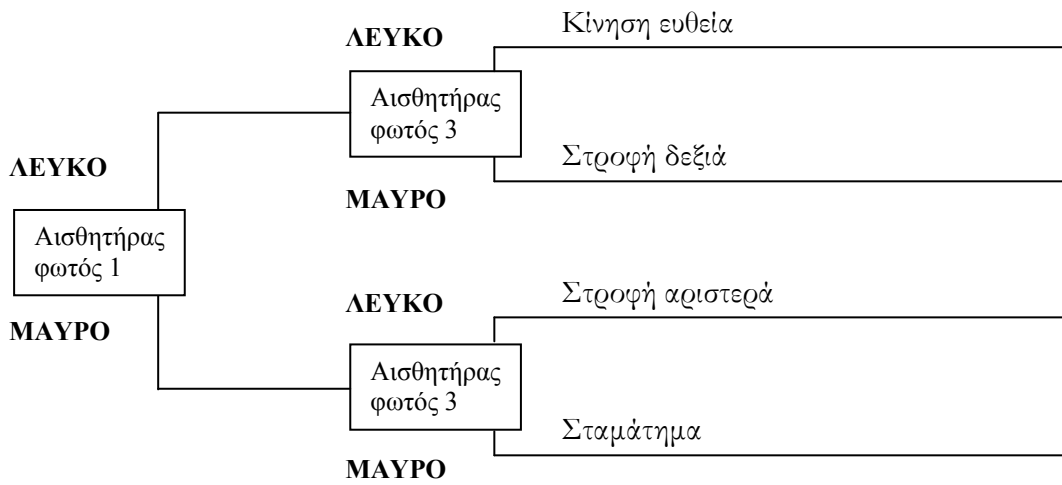 ΛΕΥΚΟ
Κίνηση ευθεία
Αισθητήρας
φωτός 3
ΜΑΥΡΟ
Στροφή δεξιά
ΛΕΥΚΟ
Αισθητήρας
φωτός 1
ΜΑΥΡΟ
ΛΕΥΚΟ
Στροφή αριστερά
Αισθητήρας
φωτός 3
ΜΑΥΡΟ
Σταμάτημα